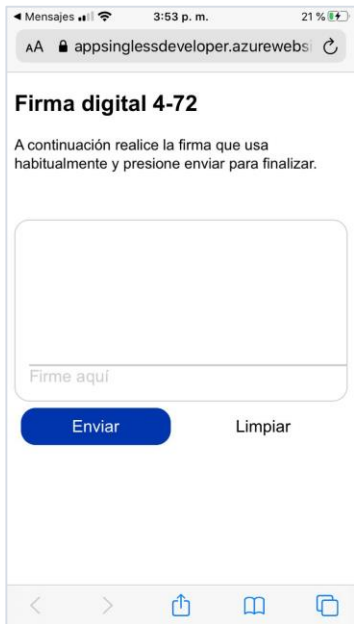 Mensajes 3:53 p. m. 21 %
AA appsinglessdeveloper.azurewebsi
Firma digital 4-72
A continuación realice la firma que usa
habitualmente y presione enviar para finalizar.
Firme aquí
Enviar Limpiar